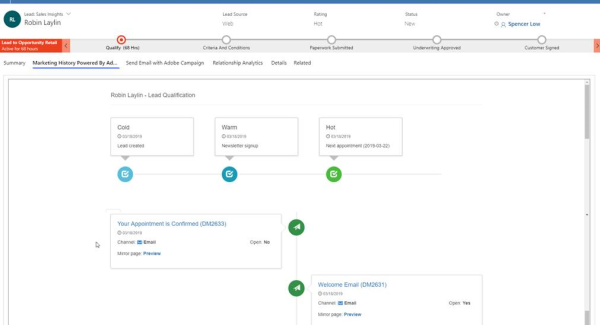 Lead: Sales Insights
RL
Robin Laylin
Lead Source
Web
Rating
Hot
Status
New
Owner
Spencer Low
Lead to Opportunity Retail
Active for 68 hours
Qualify (68 Hrs)
Criteria And Conditions
Paperwork Submitted
Underwriting Approved
Customer Signed
Summary
Marketing History Powered By Ad...
Send Email with Adobe Campaign
Relationship Analytics
Details
Related
Robin Laylin - Lead Qualification
Cold
03/16/2019
Lead created
Warm
03/16/2019
Newsletter signup
Hot
03/16/2019
Next appointment (2019-03-22)
Your Appointment is Confirmed (DM2633)
03/16/2019
Channel: Email
Open: No
Mirror page: Preview
Welcome Email (DM2631)
03/16/2019
Channel: Email
Open: Yes
Mirror page: Preview